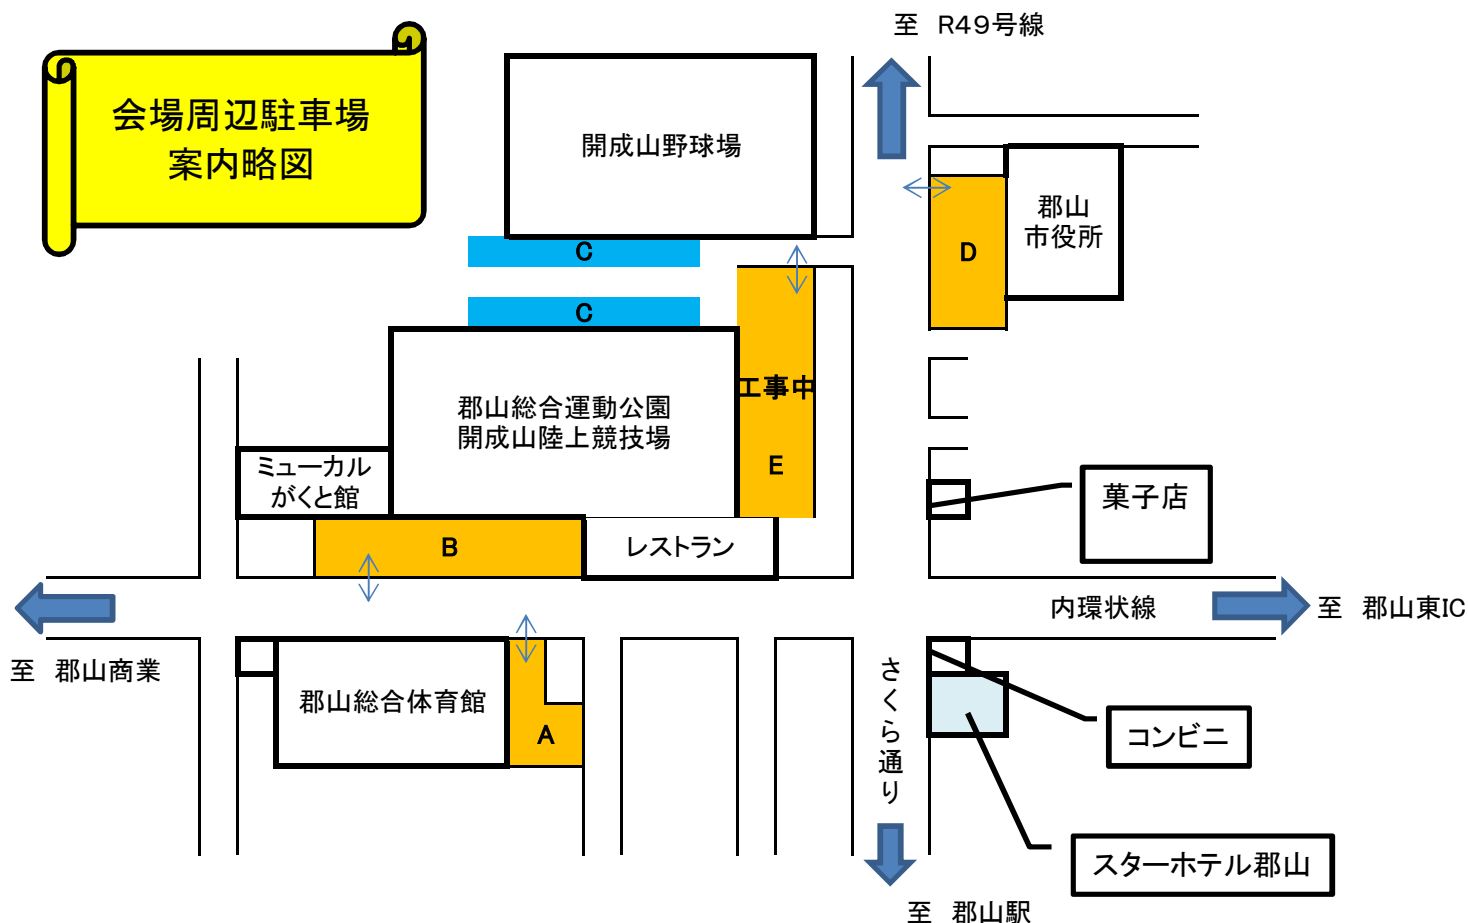 至 R49号線
会場周辺駐車場
案内略図
開成山野球場
郡山
市役所
C
D
C
工事中
郡山総合運動公園
開成山陸上競技場
E
ミューカル
がくと館
菓子店
B
レストラン
内環状線
至 郡山東IC
至 郡山商業
さくら通り
郡山総合体育館
A
コンビニ
スターホテル郡山
至 郡山駅